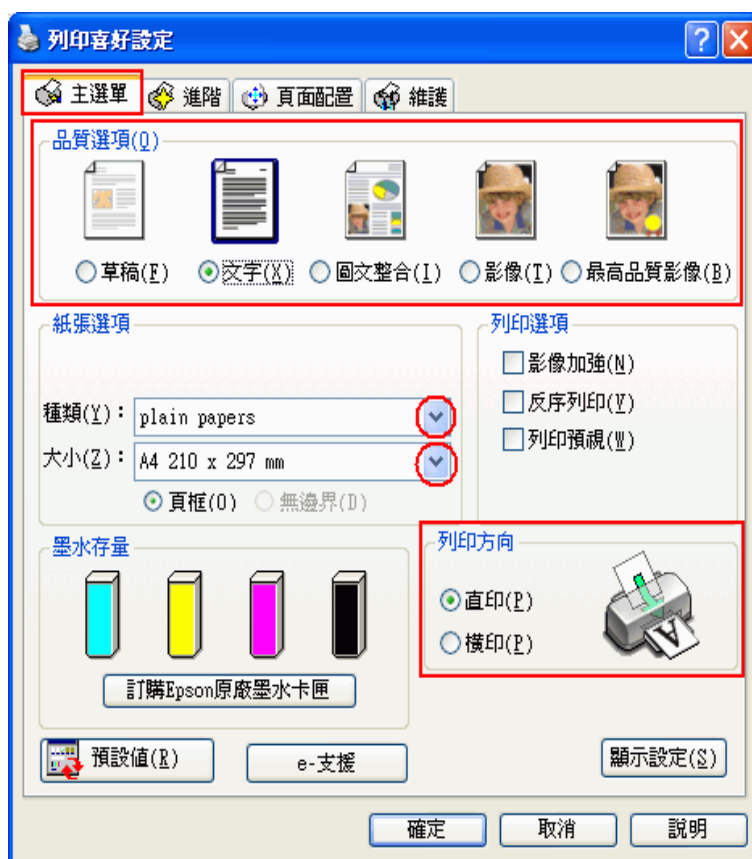 列印喜好設定
主選單 進階 頁面配置 維護
品質選項(Q)
草稿(F) 文字(X) 圖文整合(I) 影像(T) 最高品質影像(B)
紙張選項
種類(Y)： plain papers
大小(Z)： A4 210 x 297 mm
頁框(O) 無邊界(D)
列印選項
影像加強(N)
反序列印(V)
列印預視(W)
墨水存量
訂購Epson原廠墨水卡匣
列印方向
直印(P)
橫印(P)
A
預設值(R) e-支援 顯示設定(S)
確定 取消 說明